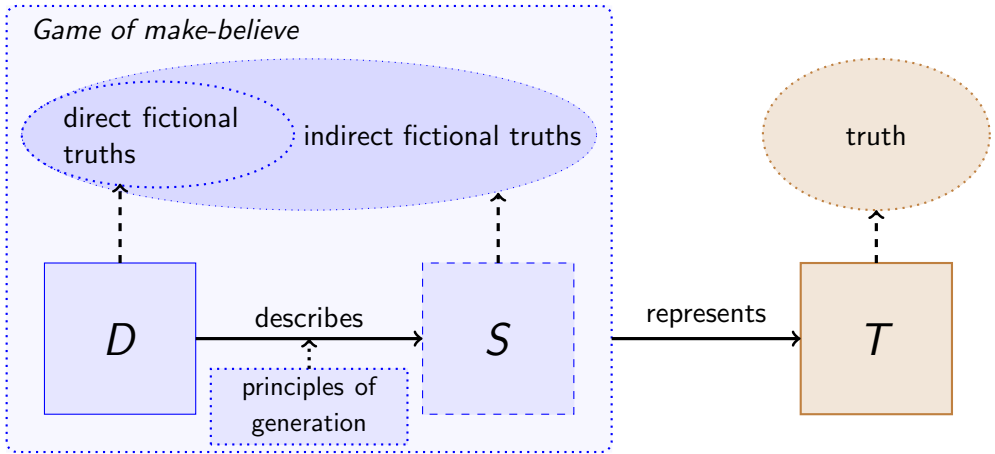 Game of make-believe
direct fictional
truths
indirect fictional truths
truth
D
describes
S
represents
T
principles of
generation